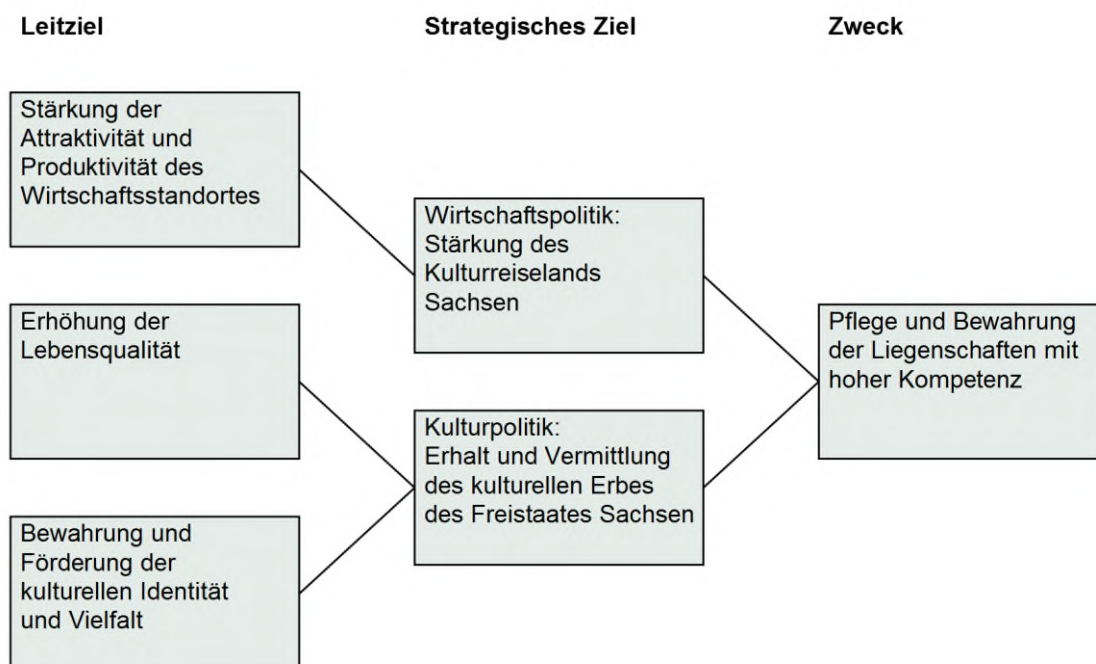 Leitziel
Strategisches Ziel
Zweck
Stärkung der
Attraktivität und
Produktivität des
Wirtschaftsstandortes
Erhöhung der
Lebensqualität
Bewahrung und
Förderung der
kulturellen Identität
und Vielfalt
Wirtschaftspolitik:
Stärkung des
Kulturreiselands
Sachsen
Kulturpolitik:
Erhalt und Vermittlung
des kulturellen Erbes
des Freistaates Sachsen
Pflege und Bewahrung
der Liegenschaften mit
hoher Kompetenz